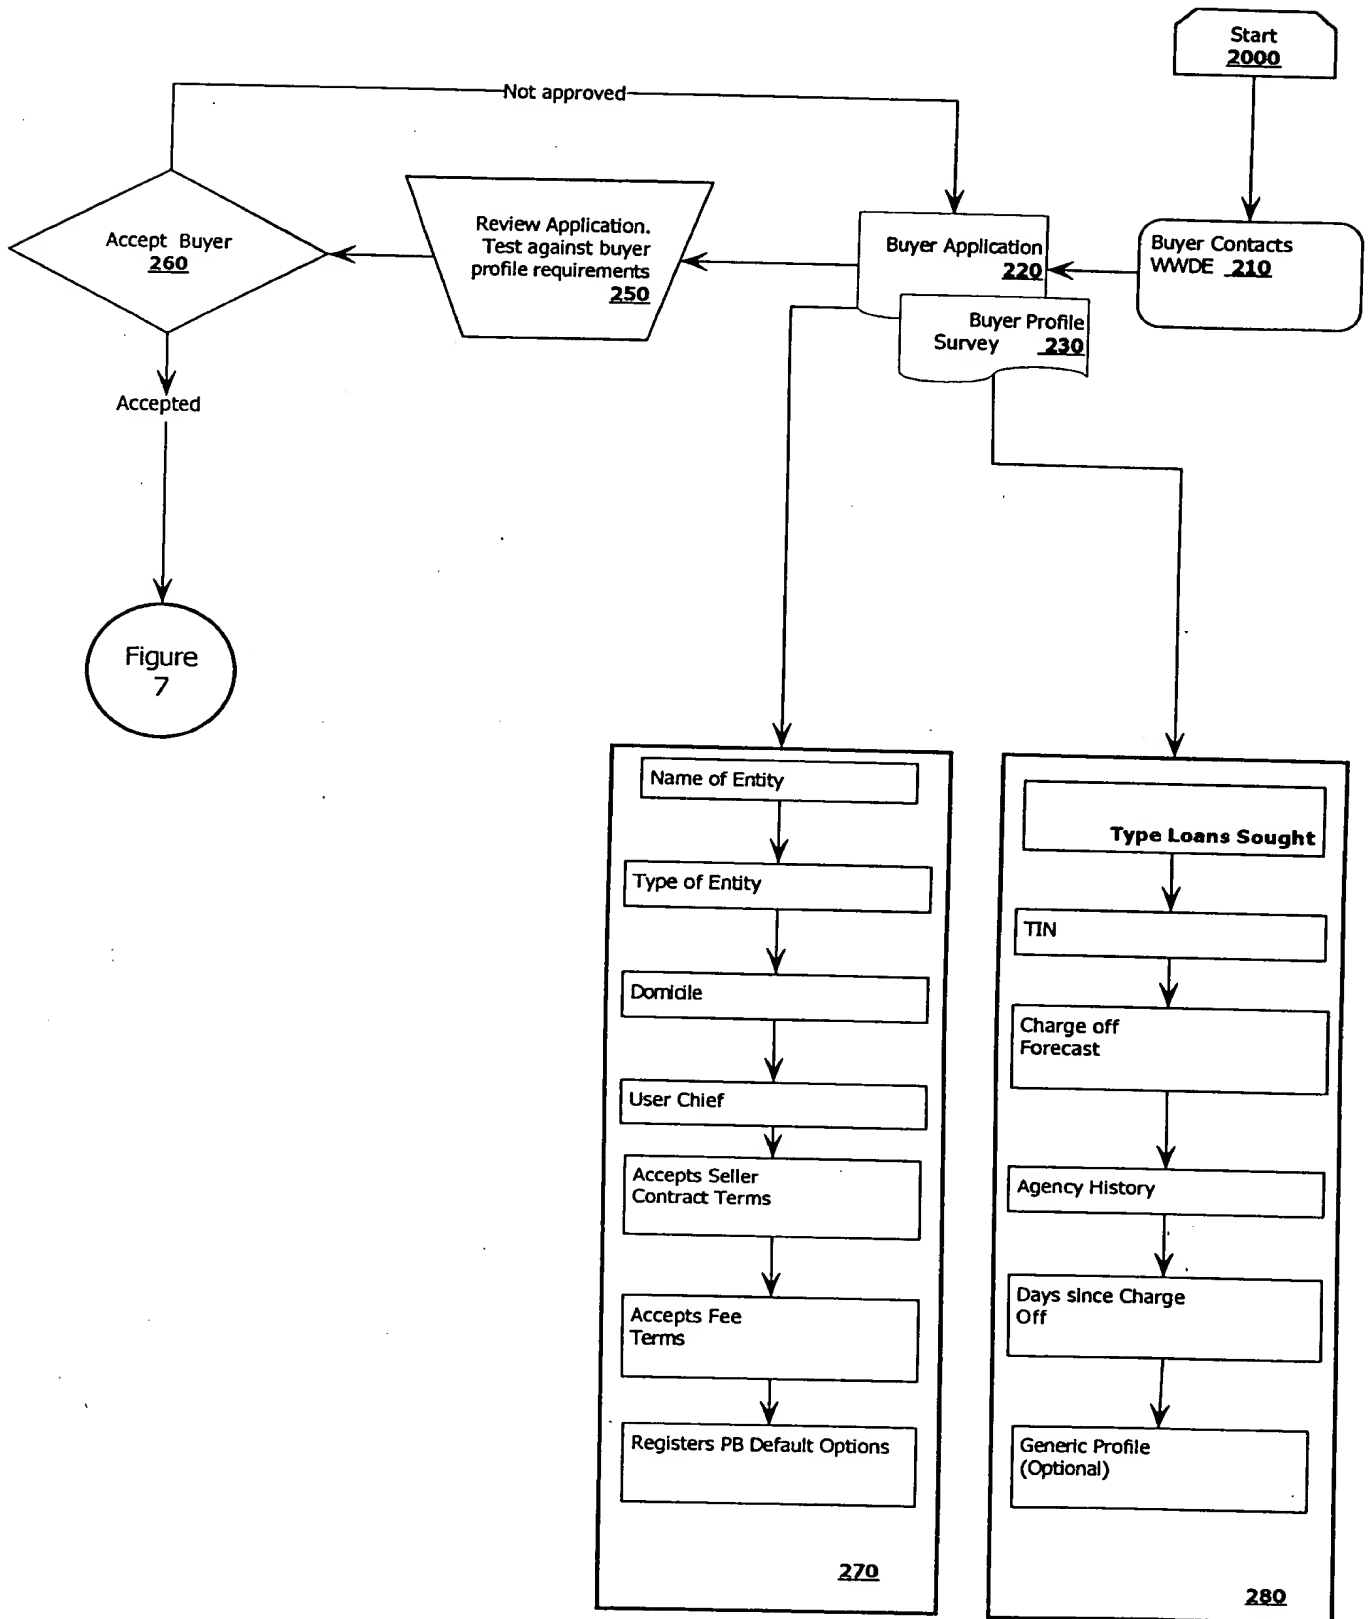 Start
2000
Not approved
Buyer Contacts
WWDE 210
Buyer Application
220
Buyer Profile
Survey 230
Review Application.
Test against buyer
profile requirements
250
Accept Buyer
260
Accepted
Figure
7
Name of Entity
Type of Entity
Domicile
User Chief
Accepts Seller
Contract Terms
Accepts Fee
Terms
Registers PB Default Options
270
Type Loans Sought
TIN
Charge off
Forecast
Agency History
Days since Charge
Off
Generic Profile
(Optional)
280